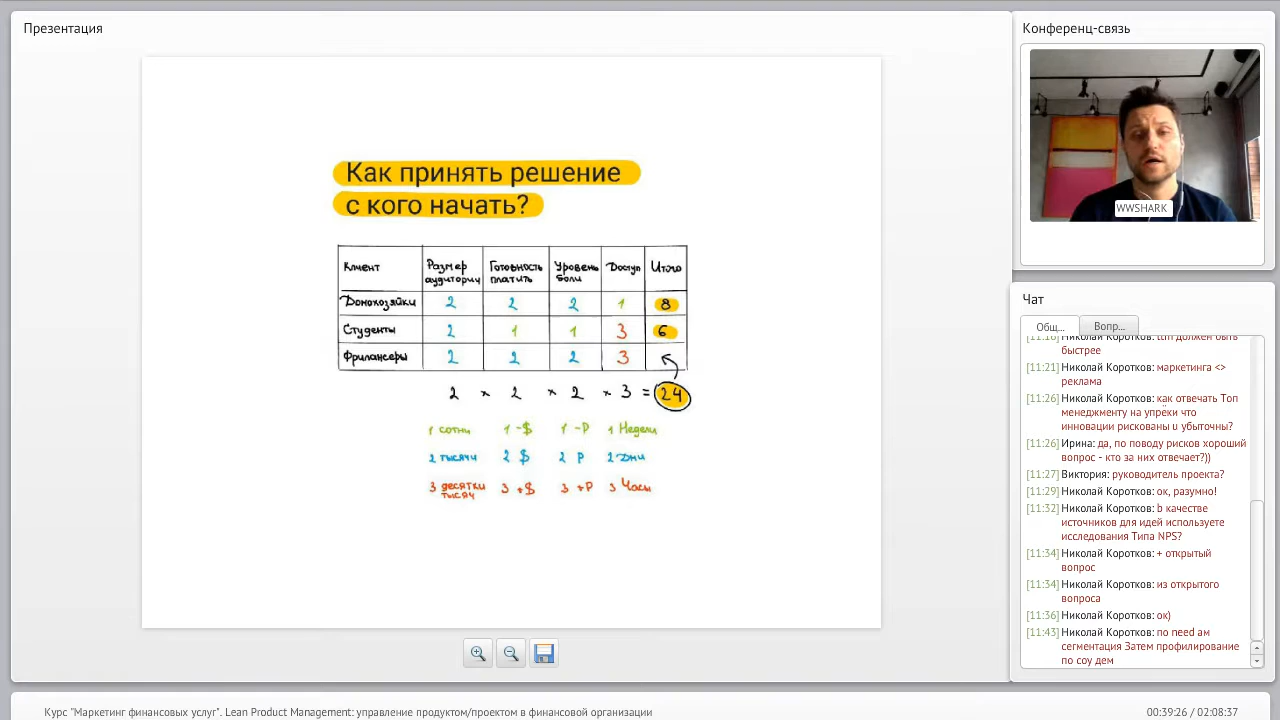 Презентация
Как принять решение
с кого начать?
Клиент Размер аудитории Готовность платить Уровень боли Доступ Итого
Домохозяйки 2 2 2 1 8
Студенты 2 1 1 3 6
Фрилансеры 2 2 2 3
2 × 2 × 2 × 3 = 24
1 сотни 1 -$ 1 -Р 1 Недели
2 тысячи 2 $ 2 Р 2 Дни
3 десятки тысяч 3 +$ 3 +Р 3 Часы
Конференц-связь
WWSHARK
Чат
Общ...
Вопр...
[11:18] Николай Коротков: tcm должен быть
быстрее
[11:21] Николай Коротков: маркетинга <>
реклама
[11:26] Николай Коротков: как отвечать Топ
менеджменту на упрёки что
инновации рискованы u убыточны?
[11:26] Ирина: да, по поводу рисков хороший
вопрос - кто за них отвечает?))
[11:27] Виктория: руководитель проекта?
[11:29] Николай Коротков: ок, разумно!
[11:32] Николай Коротков: b качестве
источников для идей используете
исследования Типа NPS?
[11:34] Николай Коротков: + открытый
вопрос
[11:34] Николай Коротков: из открытого
вопроса
[11:36] Николай Коротков: ок)
[11:43] Николай Коротков: по need ам
сегментация Затем профилирование
по соу дем
Курс "Маркетинг финансовых услуг". Lean Product Management: управление продуктом/проектом в финансовой организации
00:39:26 / 02:08:37